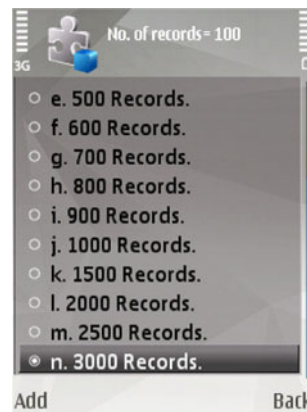 No. of records= 100
3G
e. 500 Records.
f. 600 Records.
g. 700 Records.
h. 800 Records.
i. 900 Records.
j. 1000 Records.
k. 1500 Records.
l. 2000 Records.
m. 2500 Records.
n. 3000 Records.
Add Back